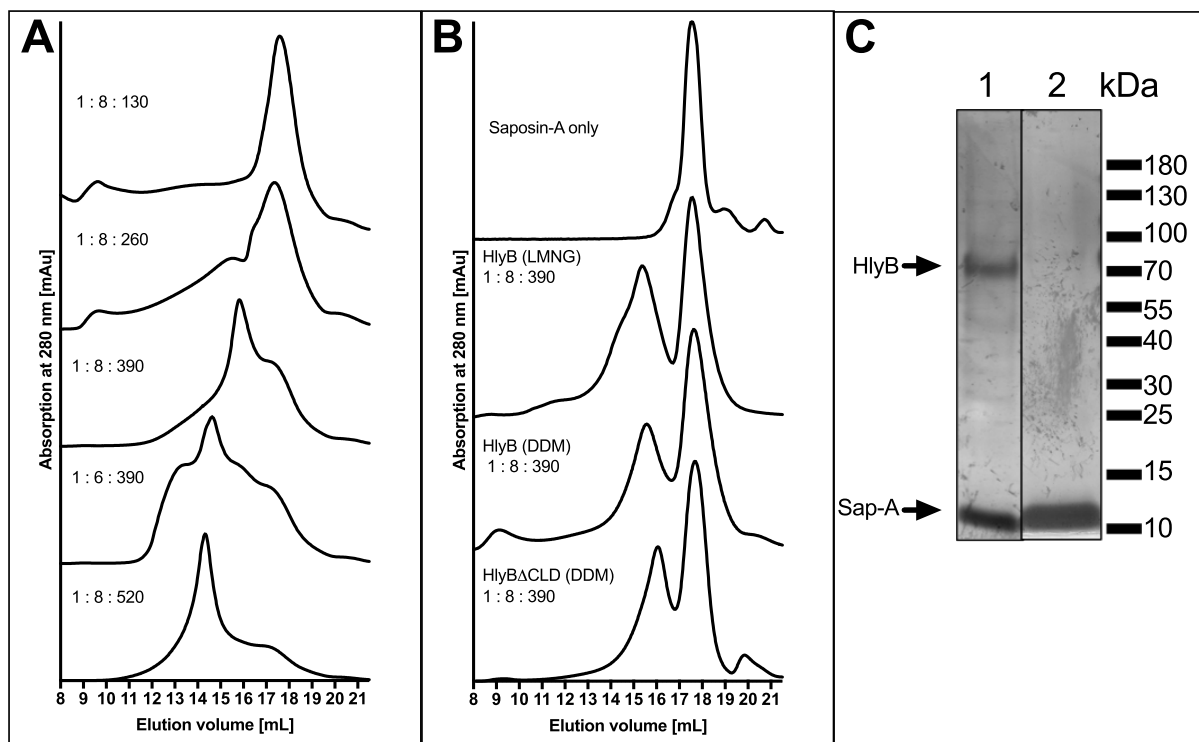 A
1 : 8 : 130
1 : 8 : 260
1 : 8 : 390
1 : 6 : 390
1 : 8 : 520
Absorption at 280 nm [mAu]
8 9 10 11 12 13 14 15 16 17 18 19 20 21
Elution volume [mL]
B
Saposin-A only
HlyB (LMNG)
1 : 8 : 390
HlyB (DDM)
1 : 8 : 390
HlyBΔCLD (DDM)
1 : 8 : 390
Absorption at 280 nm [mAu]
8 9 10 11 12 13 14 15 16 17 18 19 20 21
Elution volume [mL]
C
1 2 kDa
180
130
100
HlyB
70
55
40
30
25
15
Sap-A
10